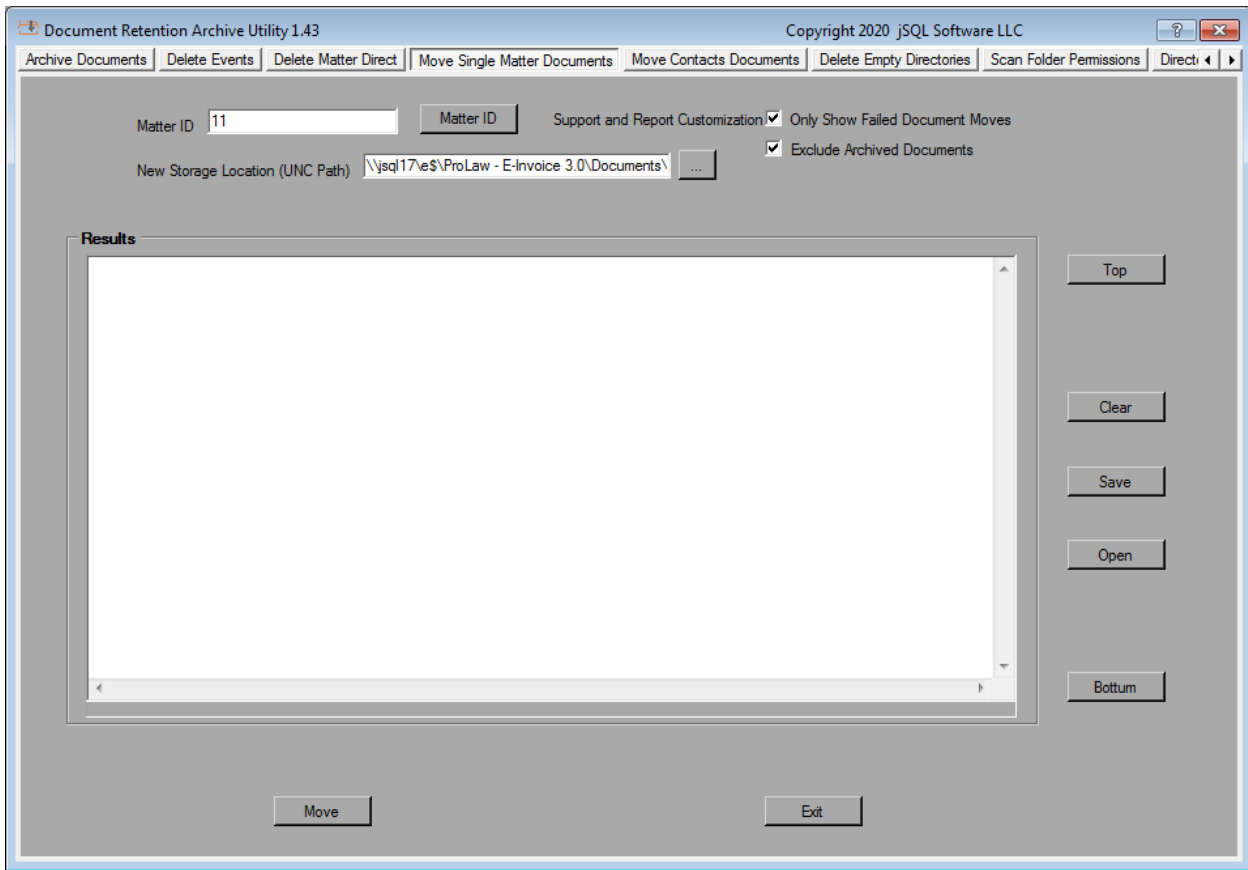 Document Retention Archive Utility 1.43 Copyright 2020 jSQL Software LLC ?
Archive Documents Delete Events Delete Matter Direct Move Single Matter Documents Move Contacts Documents Delete Empty Directories Scan Folder Permissions Direct
Matter ID 11 Matter ID Support and Report Customization Only Show Failed Document Moves
Exclude Archived Documents
New Storage Location (UNC Path) \\jsql17\e$\ProLaw - E-Invoice 3.0\Documents\ ...
Results
Top
Clear
Save
Open
Bottum
Move Exit